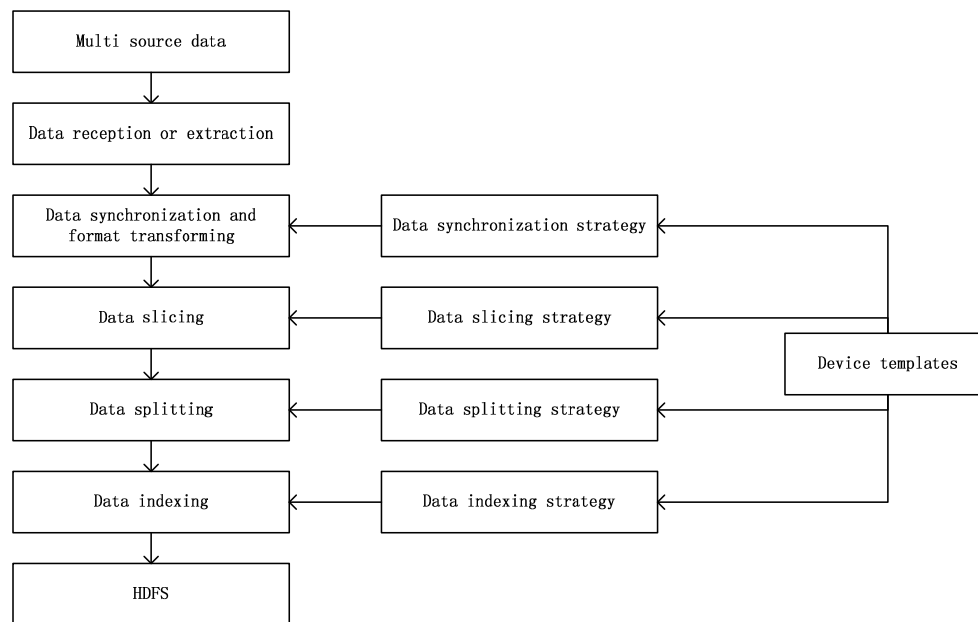 Multi source data
Data reception or extraction
Data synchronization and
format transforming
Data synchronization strategy
Data slicing
Data slicing strategy
Device templates
Data splitting
Data splitting strategy
Data indexing
Data indexing strategy
HDFS